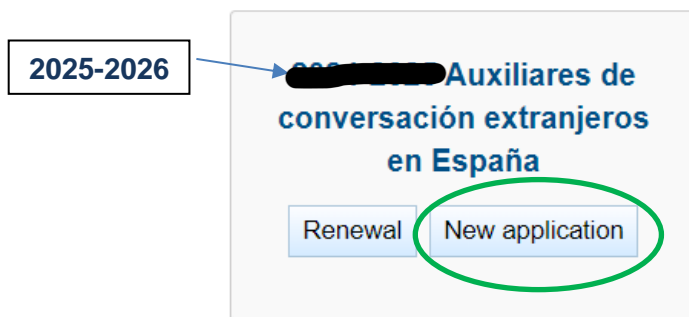 2025-2026
Auxiliares de
conversación extranjeros
en España
Renewal New application